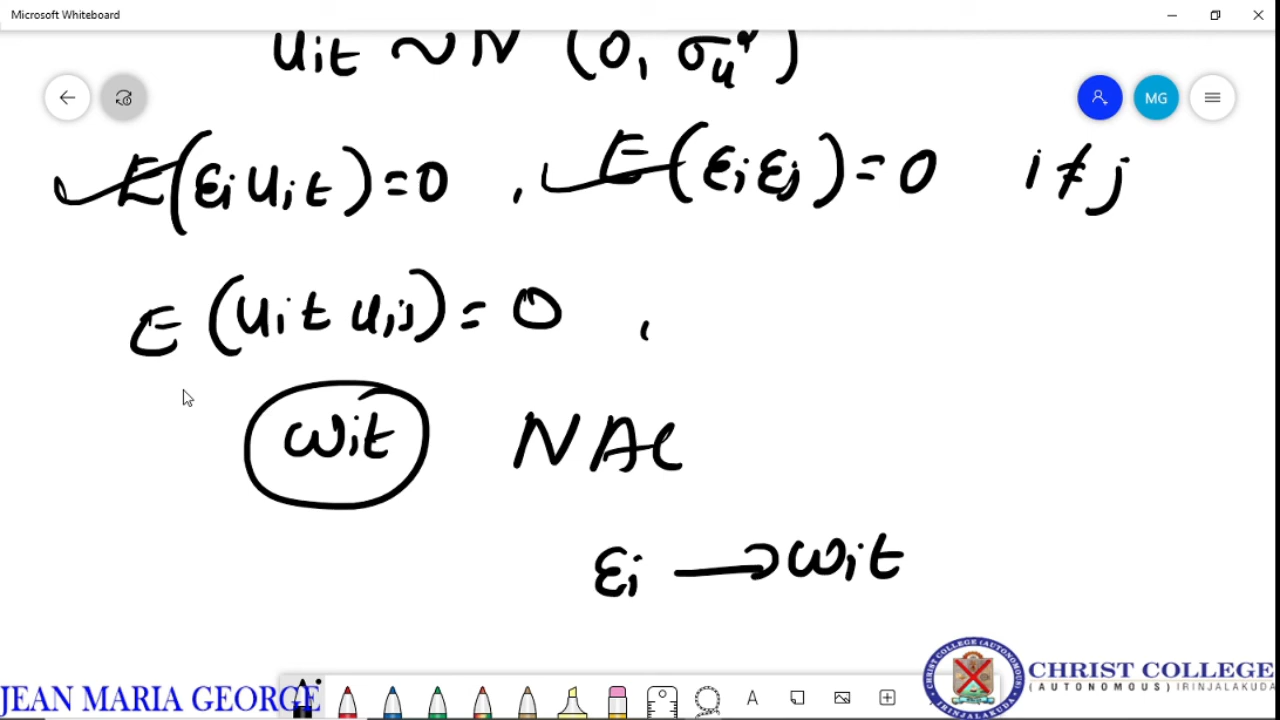 Microsoft Whiteboard
uit ~ N (0, σu²)
MG
E(εi uit) = 0 , E(εi εj) = 0 i ≠ j
E (uit uij) = 0 ,
wit NAC
εi → wit
A
JEAN MARIA GEORGE
CHRIST COLLEGE
(AUTONOMOUS) IRINJALAKUDA